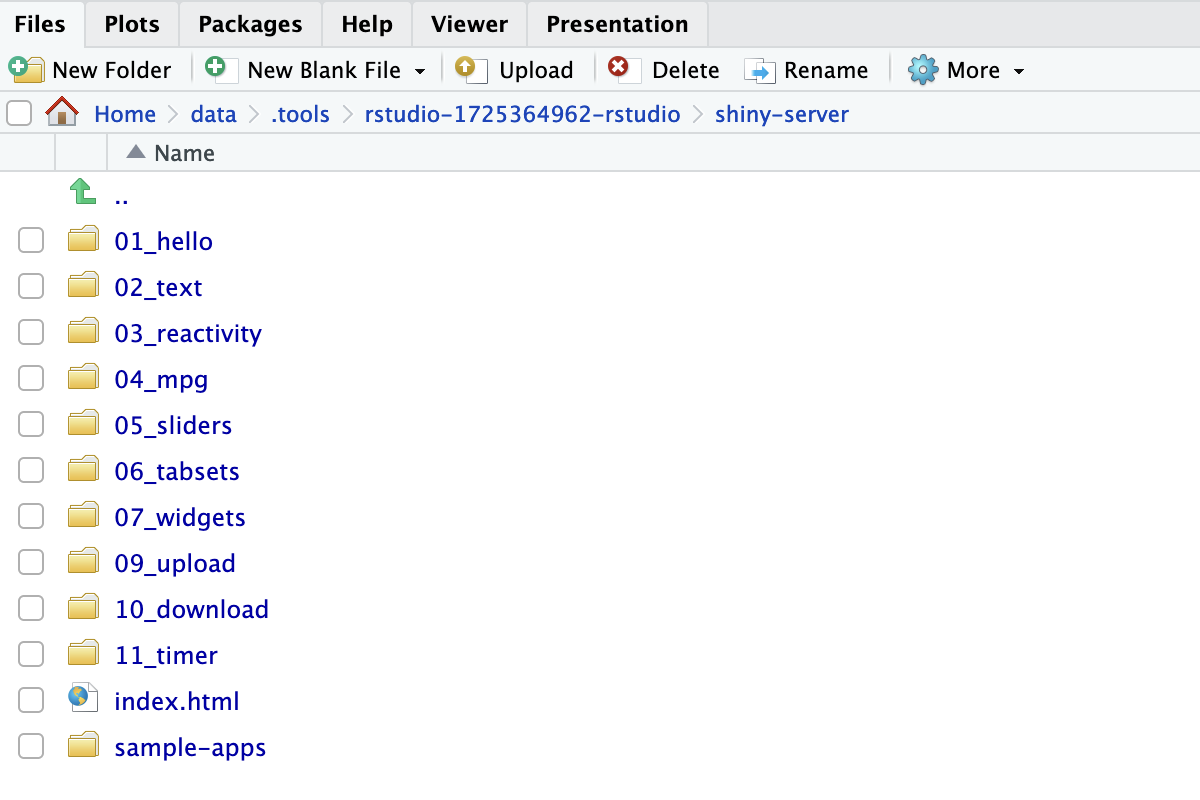 Files Plots Packages Help Viewer Presentation
New Folder New Blank File Upload Delete Rename More
Home data .tools rstudio-1725364962-rstudio shiny-server
Name
..
01_hello
02_text
03_reactivity
04_mpg
05_sliders
06_tabsets
07_widgets
09_upload
10_download
11_timer
index.html
sample-apps